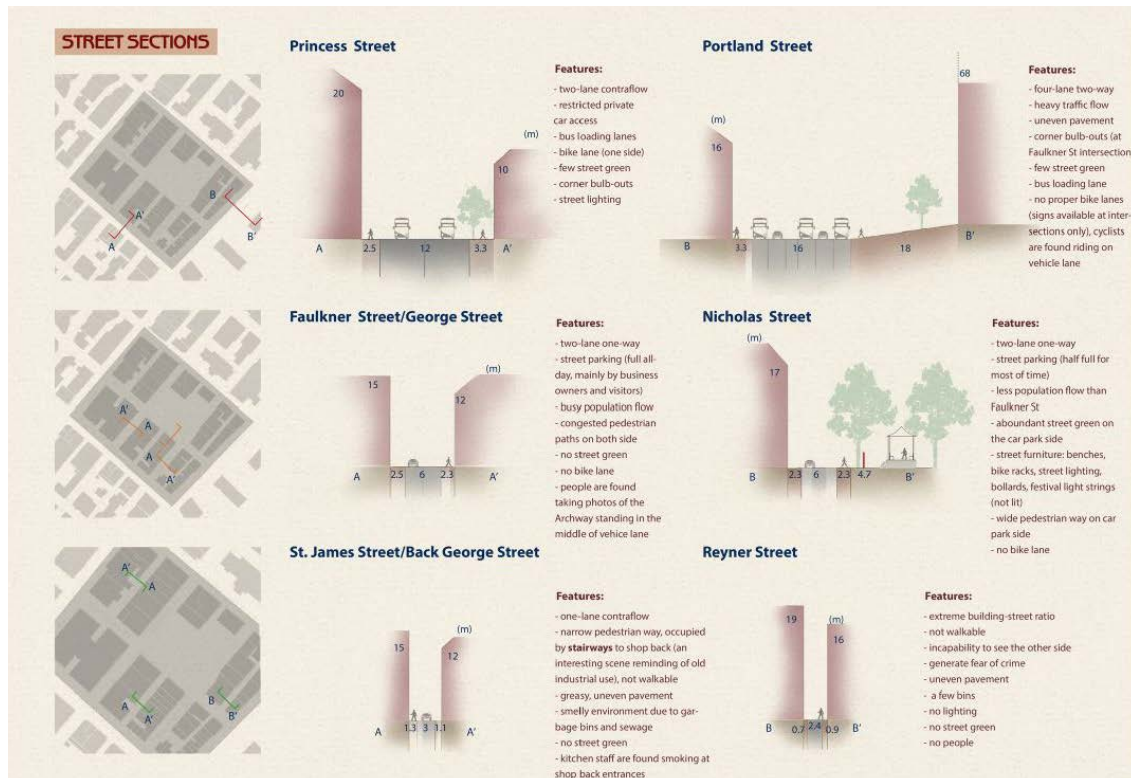 STREET SECTIONS
Princess Street
20
(m)
10
A
2.5
12
3.3
A'
Features:
- two-lane contraflow
- restricted private
car access
- bus loading lanes
- bike lane (one side)
- few street green
- corner bulb-outs
- street lighting
Portland Street
68
(m)
16
B
3.3
16
18
B'
Features:
- four-lane two-way
- heavy traffic flow
- uneven pavement
- corner bulb-outs (at
Faulkner St intersection
- few street green
- bus loading lane
- no proper bike lanes
(signs available at inter-
sections only), cyclists
are found riding on
vehicle lane
A'
A
B
B'
Faulkner Street/George Street
15
(m)
12
A
2.5
6
2.3
A'
Features:
- two-lane one-way
- street parking (full all-
day, mainly by business
owners and visitors)
- busy population flow
- congested pedestrian
paths on both side
- no street green
- no bike lane
- people are found
taking photos of the
Archway standing in the
middle of vehice lane
Nicholas Street
(m)
17
B
2.3
6
2.3
4.7
B'
Features:
- two-lane one-way
- street parking (half full for
most of time)
- less population flow than
Faulkner St
- aboundant street green on
the car park side
- street furniture: benches,
bike racks, street lighting,
bollards, festival light strings
(not lit)
- wide pedestrian way on car
park side
- no bike lane
A'
A
A
A'
St. James Street/Back George Street
15
(m)
12
A
1.3
3
1.1
A'
Features:
- one-lane contraflow
- narrow pedestrian way, occupied
by stairways to shop back (an
interesting scene reminding of old
industrial use), not walkable
- greasy, uneven pavement
- smelly environment due to gar-
bage bins and sewage
- no street green
- kitchen staff are found smoking at
shop back entrances
Reyner Street
19
(m)
16
B
0.7
2.4
0.9
B'
Features:
- extreme building-street ratio
- not walkable
- incapability to see the other side
- generate fear of crime
- uneven pavement
- a few bins
- no lighting
- no street green
- no people
A'
A
A
A'
B
B'